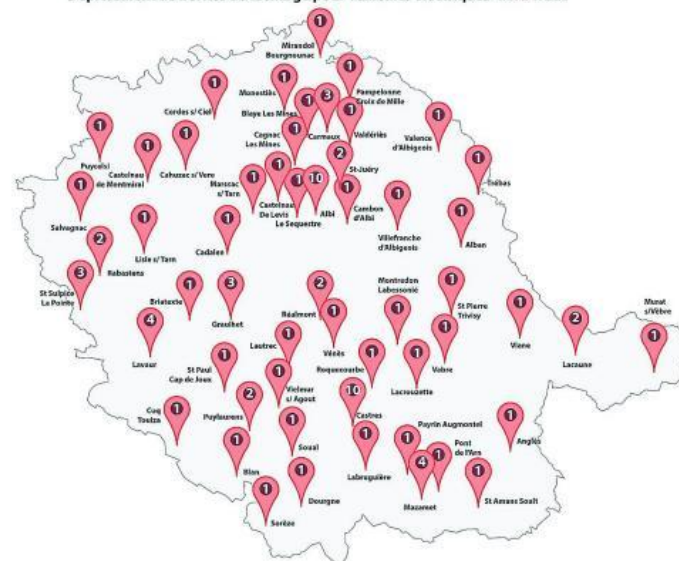 1
Mirandol
Bourgnounac
1
Cordes s/ Ciel
1
Monestiés
1
Pampelonne
Croix de Mille
1
Blaye Les Mines
3
Carmaux
1
Valdériès
1
Cagnac
Les Mines
1
Valence
d'Albigeois
1
Puycelsi
1
Castelnau
de Montmiral
1
Cahuzac s/ Vere
2
St-Juéry
1
Trébas
1
Marssac
s/ Tarn
1
Castelnau
De Levis
1
Le Sequestre
10
Albi
1
Cambon
d'Albi
1
Villefranche
d'Albigeois
1
Alban
1
Salvagnac
1
Lisle s/ Tarn
1
Cadalen
2
Rabastens
3
St Sulpice
La Pointe
1
Briatexte
3
Graulhet
2
Réalmont
1
Vénès
Montredon
Labessonié
1
1
St Pierre
Trivisy
1
Viane
2
Lacaune
Murat
s/Vèbre
1
4
Lavaur
1
Lautrec
1
Roquecourbe
1
Lacrouzette
1
Vabre
1
St Paul
Cap de Joux
1
Vielmur
s/ Agout
2
Puylaurens
10
Castres
1
Cuq
Toulza
1
Soual
1
Labruguière
1
Payrin Augmontel
1
Pont
de l'Arn
1
Anglès
1
Blan
4
Mazamet
1
St Amans Soult
1
Dourgne
1
Sorèze